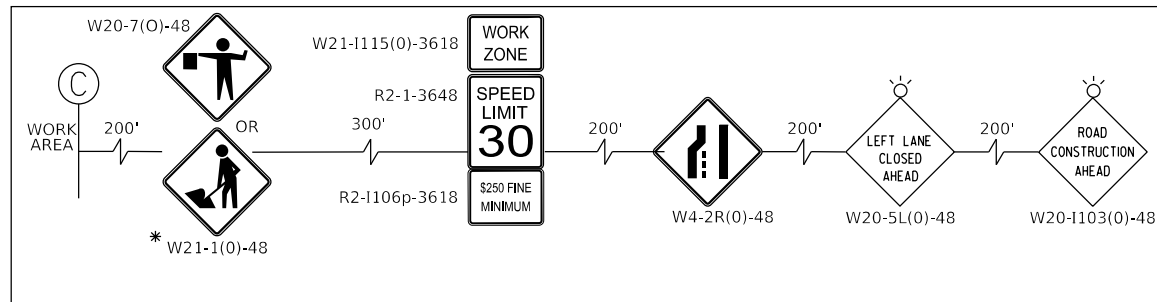 W20-7(O)-48
C
WORK
AREA
200'
OR
* W21-1(0)-48
300'
W21-I115(0)-3618
R2-1-3648
R2-I106p-3618
WORK
ZONE
SPEED
LIMIT
30
$250 FINE
MINIMUM
200'
W4-2R(0)-48
200'
LEFT LANE
CLOSED
AHEAD
W20-5L(0)-48
200'
ROAD
CONSTRUCTION
AHEAD
W20-I103(0)-48